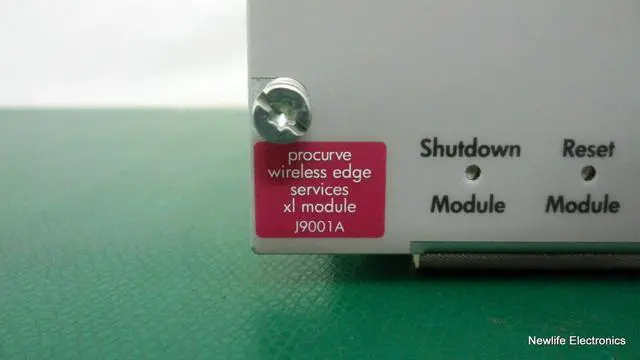 procurve
wireless edge
services
xl module
J9001A
Shutdown
Module
Reset
Module
Newlife Electronics